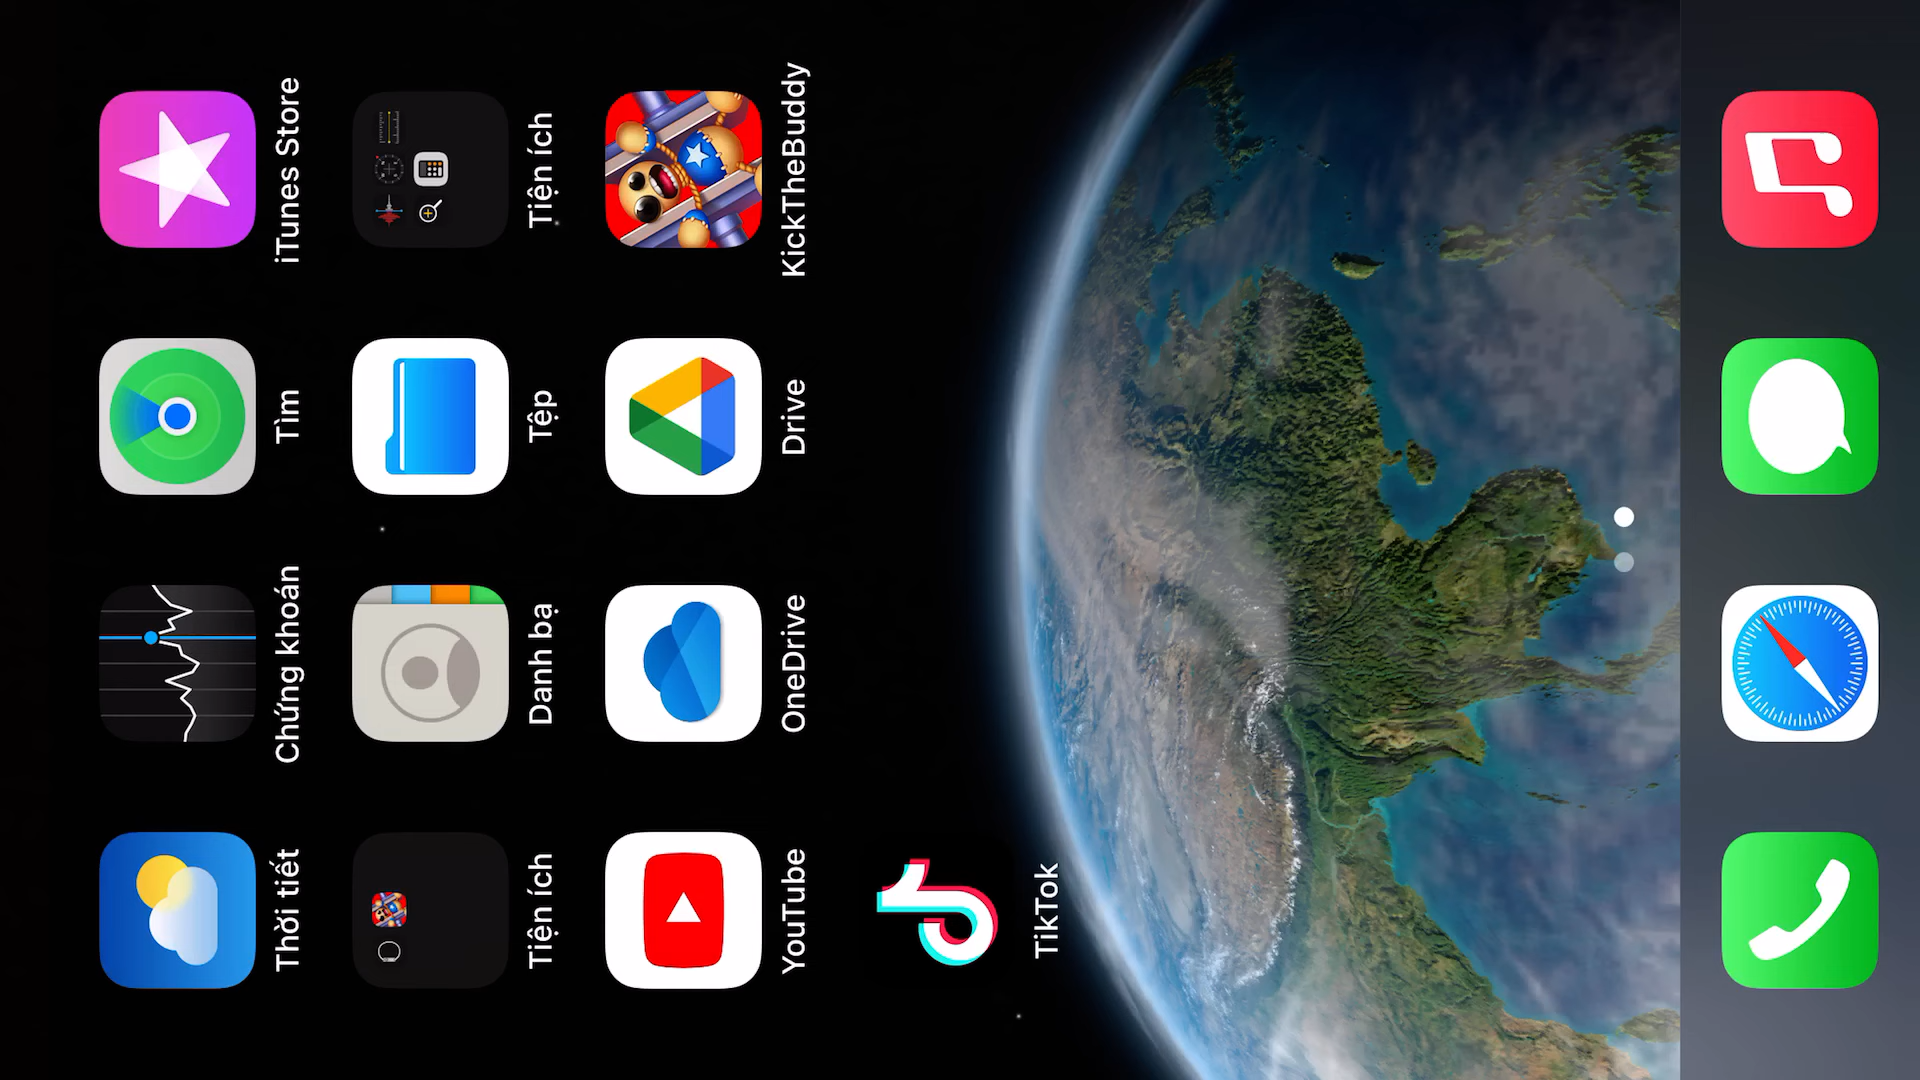 Thời tiết
Chứng khoán
Tìm
iTunes Store
Tiện ích
Danh bạ
Tệp
Tiện ích
YouTube
OneDrive
Drive
KickTheBuddy
TikTok